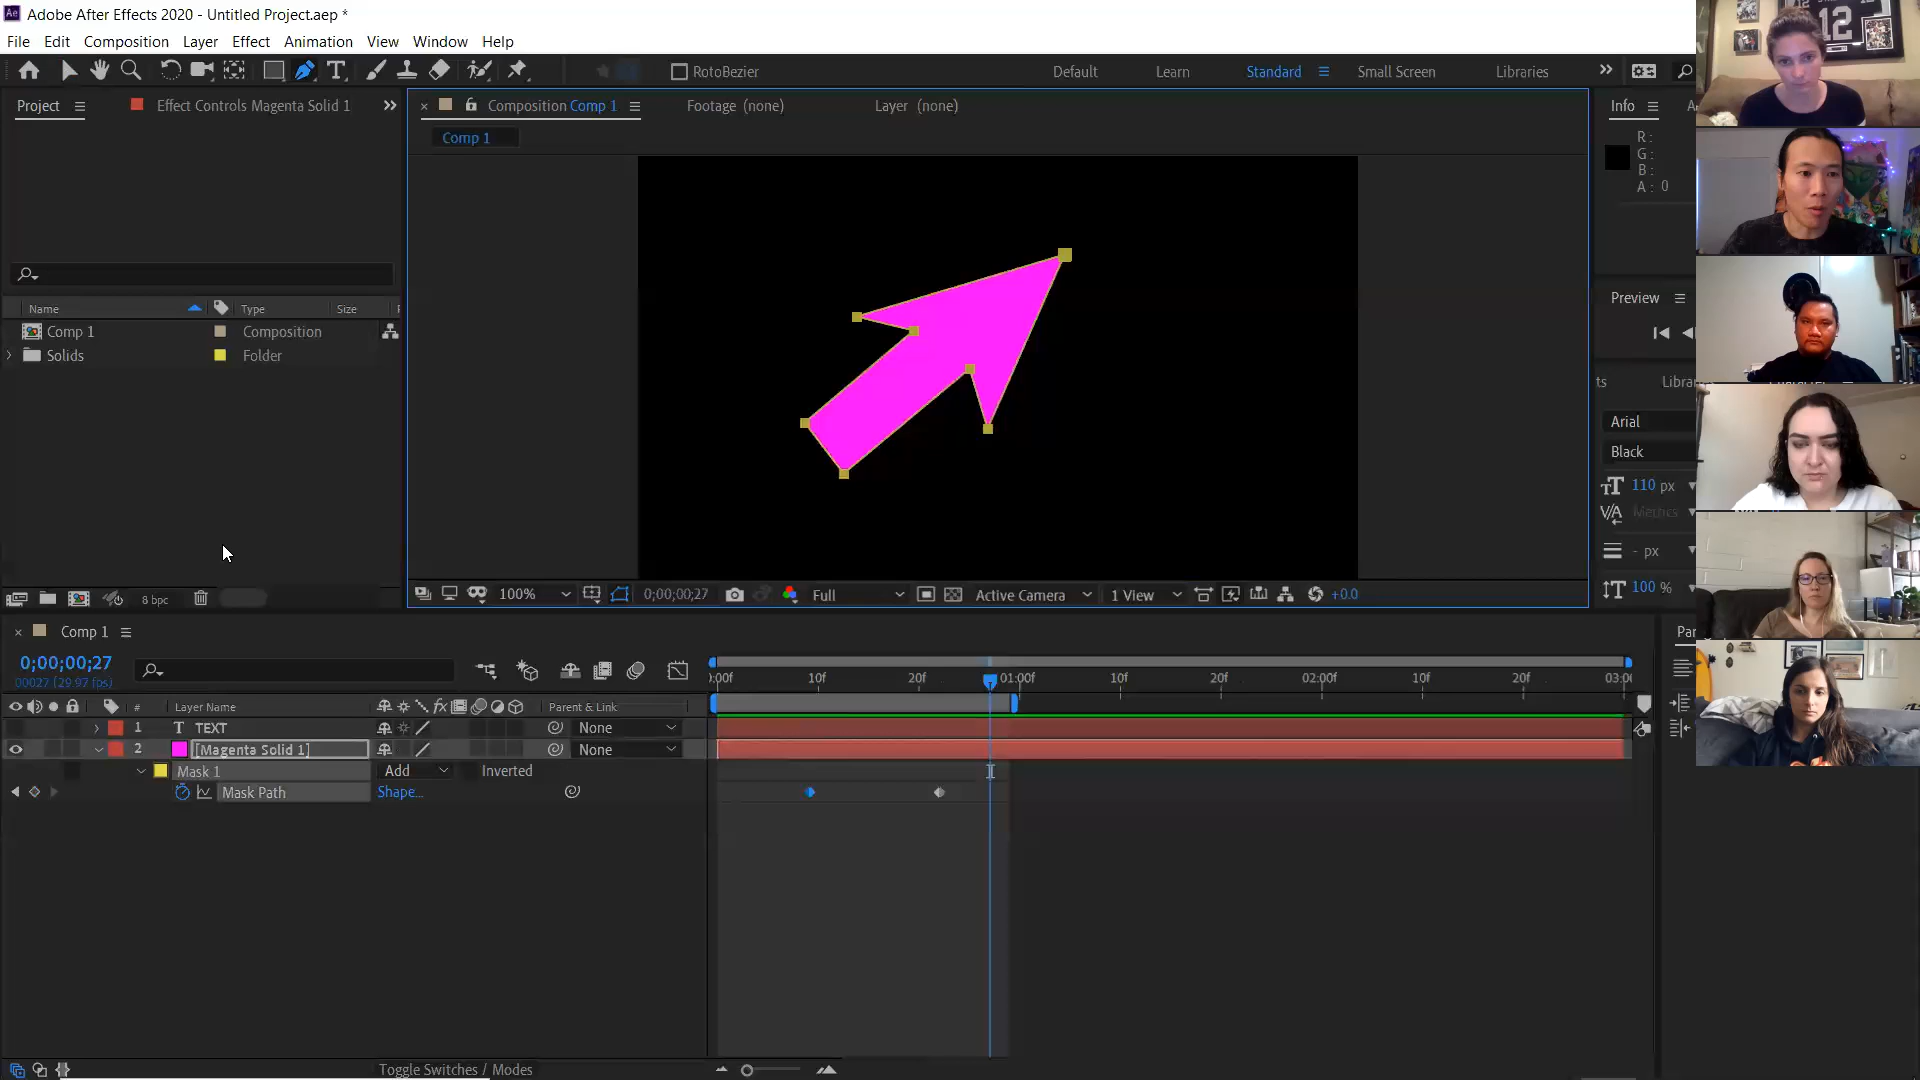 Adobe After Effects 2020 - Untitled Project.aep *
File Edit Composition Layer Effect Animation View Window Help
RotoBezier Default Learn Standard Small Screen Libraries
Project Effect Controls Magenta Solid 1
Composition Comp 1 Footage (none) Layer (none)
Info
Comp 1
R:
G:
B:
A: 0
Name Type Size
Comp 1 Composition
Solids Folder
Preview
ts Libra
Arial
Black
110 px
Metrics
- px
100 %
8 bpc
100% 0;00;00;27 Full Active Camera 1 View +0.0
Comp 1
0;00;00;27
00027 (29.97 fps)
:00f 10f 20f 01:00f 10f 20f 02:00f 10f 20f 03:00
# Layer Name Parent & Link
1 T TEXT None
2 [Magenta Solid 1] None
Mask 1 Add Inverted
Mask Path Shape...
Toggle Switches / Modes
Par
12